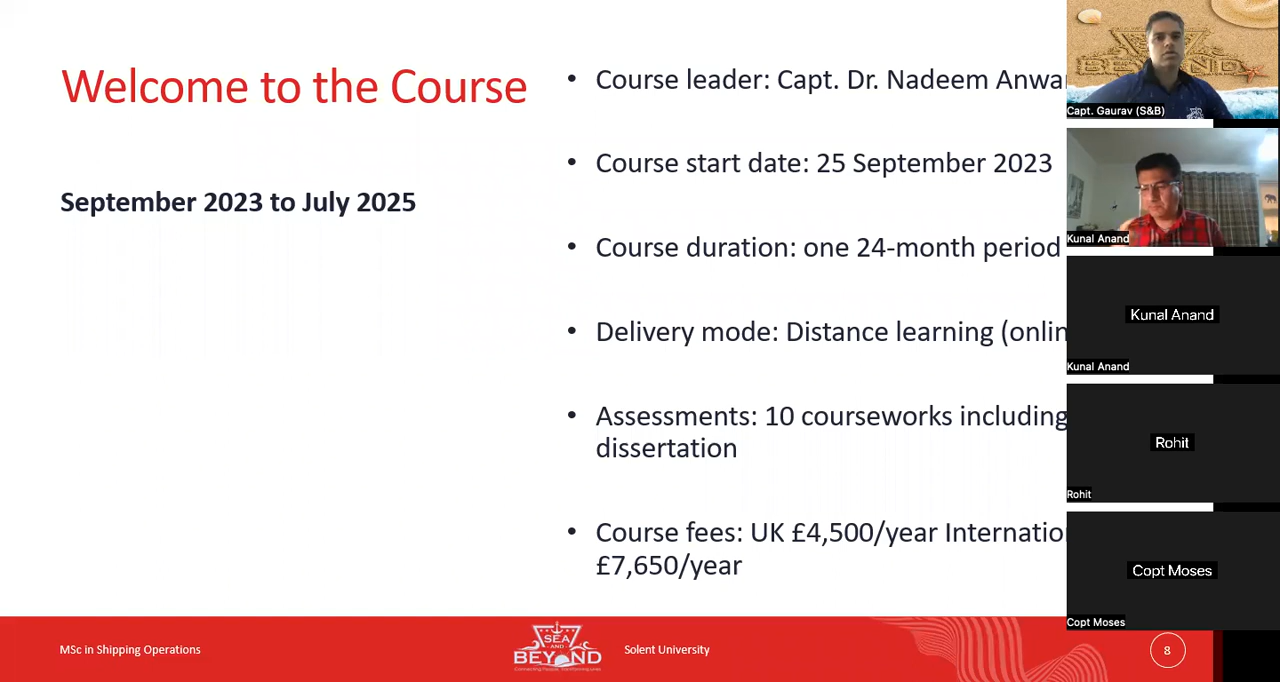 Welcome to the Course
September 2023 to July 2025
• Course leader: Capt. Dr. Nadeem
• Course start date: 25 September 2023
• Course duration: one 24-month period
• Delivery mode: Distance learning
• Assessments: 10 courseworks including
dissertation
• Course fees: UK £4,500/year
£7,650/year
Capt. Gaurav (S&B)
Kunal Anand
Kunal Anand
Kunal Anand
Rohit
Rohit
Copt Moses
Copt Moses
MSc in Shipping Operations
SEA
AND
BEYOND
Solent University
8